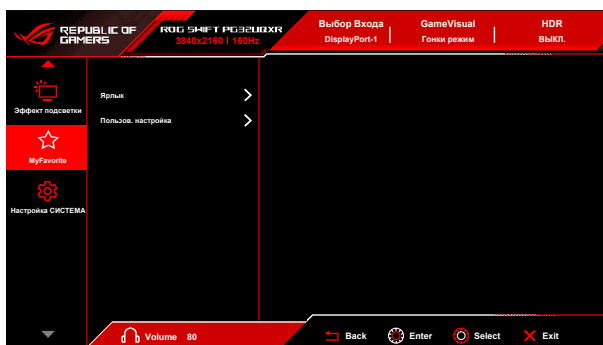 REPUBLIC OF
GAMERS
ROG SWIFT PG32UQXR
3840x2160 | 160Hz
Выбор Входа
DisplayPort-1
GameVisual
Гонки режим
HDR
ВЫКЛ.
Эффект подсветки
MyFavorite
Настройка СИСТЕМА
Ярлык
Пользов. настройка
Volume 80
Back
Enter
Select
Exit